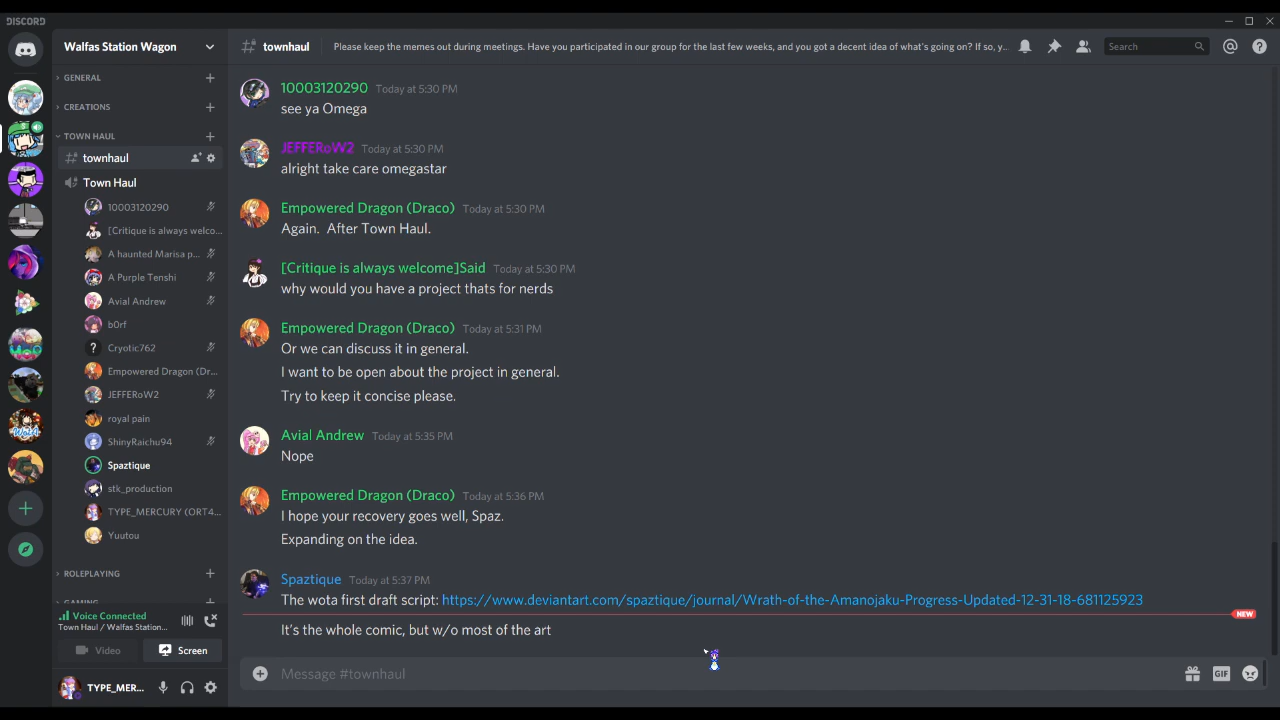 DISCORD
Walfas Station Wagon
townhaul
Please keep the memes out during meetings. Have you participated in our group for the last few weeks, and you got a decent idea of what's going on? If so, y...
Search
GENERAL
CREATIONS
TOWN HAUL
townhaul
Town Haul
10003120290
[Critique is always welco...
A haunted Marisa p...
A Purple Tenshi
Avial Andrew
b0rf
Cryotic762
Empowered Dragon (Dr...
JEFFERoW2
royal pain
ShinyRaichu94
Spaztique
stk_production
TYPE_MERCURY (ORT4...
Yuutou
ROLEPLAYING
GAMING
Voice Connected
Town Haul / Walfas Station...
Video
Screen
TYPE_MER...
10003120290 Today at 5:30 PM
see ya Omega
JEFFERoW2 Today at 5:30 PM
alright take care omegastar
Empowered Dragon (Draco) Today at 5:30 PM
Again. After Town Haul.
[Critique is always welcome]Said Today at 5:30 PM
why would you have a project thats for nerds
Empowered Dragon (Draco) Today at 5:31 PM
Or we can discuss it in general.
I want to be open about the project in general.
Try to keep it concise please.
Avial Andrew Today at 5:35 PM
Nope
Empowered Dragon (Draco) Today at 5:36 PM
I hope your recovery goes well, Spaz.
Expanding on the idea.
Spaztique Today at 5:37 PM
The wota first draft script: https://www.deviantart.com/spaztique/journal/Wrath-of-the-Amanojaku-Progress-Updated-12-31-18-681125923
NEW
It's the whole comic, but w/o most of the art
Message #townhaul
GIF